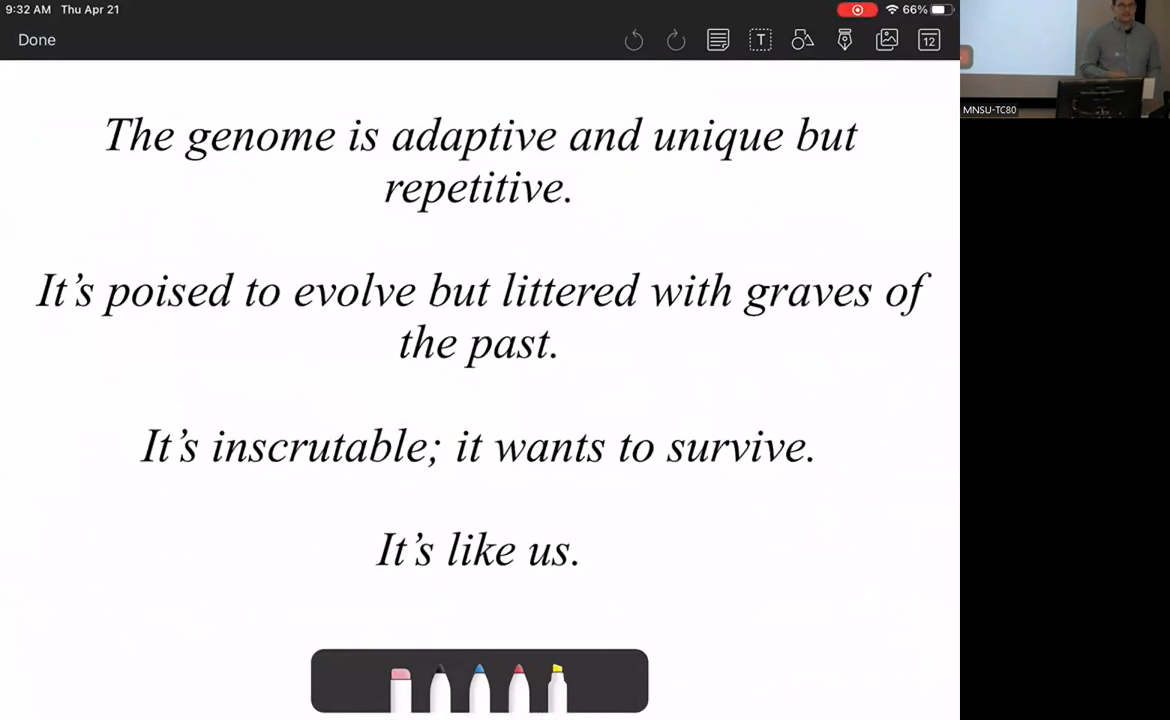 9:32 AM Thu Apr 21
66%
Done
T
12
MNSU-TC80
The genome is adaptive and unique but
repetitive.
It's poised to evolve but littered with graves of
the past.
It's inscrutable; it wants to survive.
It's like us.